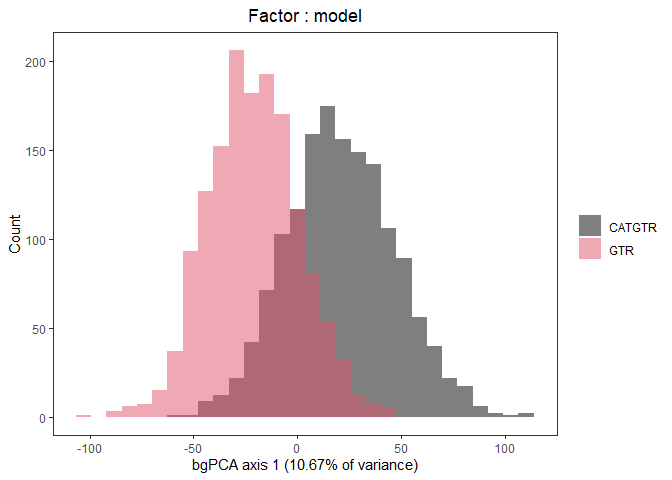 Factor : model
200
150
100
50
0
Count
-100
-50
0
50
100
bgPCA axis 1 (10.67% of variance)
CATGTR
GTR